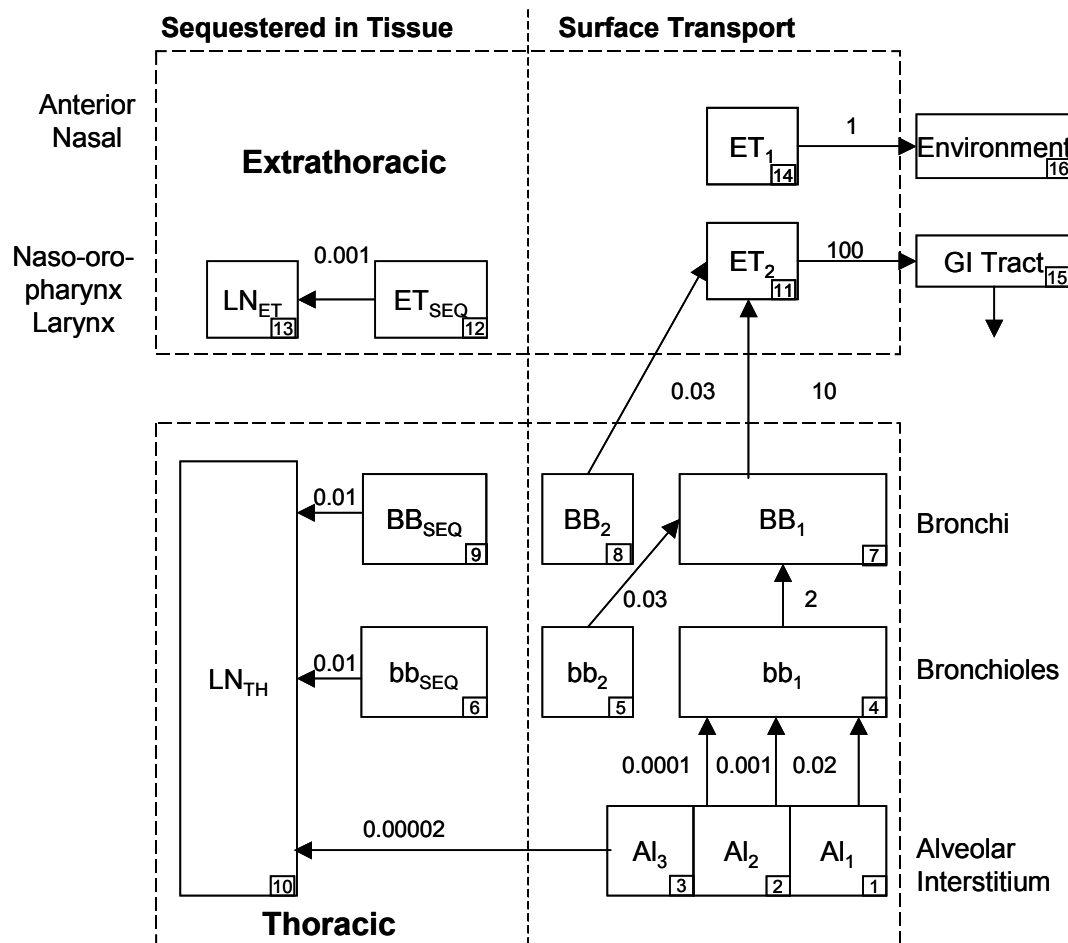 Sequestered in Tissue
Surface Transport
Anterior
Nasal
Extrathoracic
ET1
14
1
Environment
16
Naso-oro-
pharynx
Larynx
LNET
13
0.001
ETSEQ
12
ET2
11
100
GI Tract
15
0.03
10
LNTH
10
0.01
BBSEQ
9
BB2
8
BB1
7
Bronchi
0.03
2
0.01
bbSEQ
6
bb2
5
bb1
4
Bronchioles
0.0001
0.001
0.02
0.00002
AI3
3
AI2
2
AI1
1
Alveolar
Interstitium
Thoracic